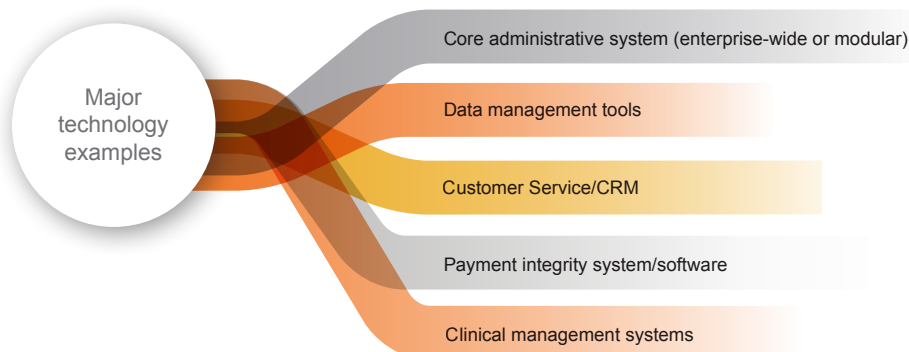 Major
technology
examples
Core administrative system (enterprise-wide or modular)
Data management tools
Customer Service/CRM
Payment integrity system/software
Clinical management systems